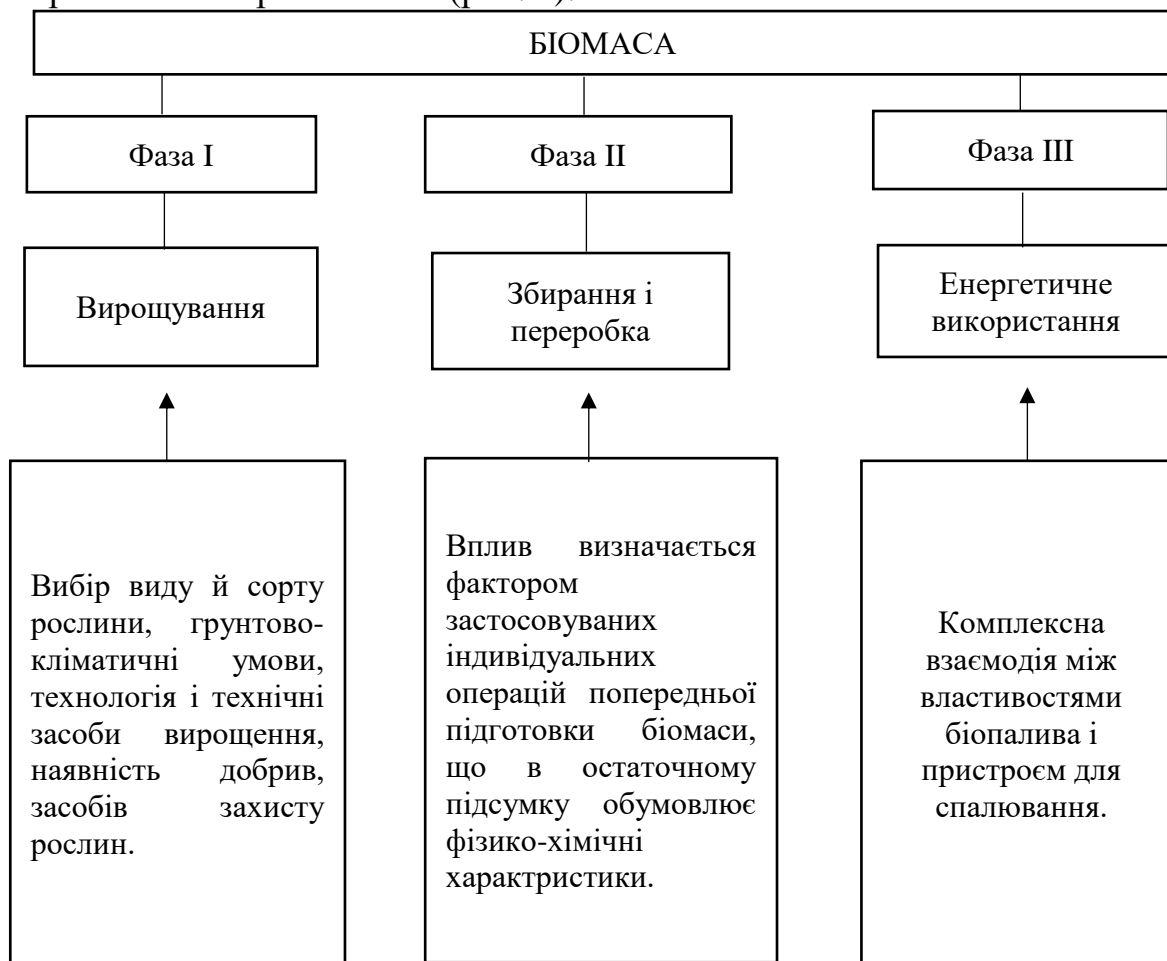 БІОМАСА
Фаза І
Фаза ІІ
Фаза ІІІ
Вирощування
Збирання і
переробка
Енергетичне
використання
Вибір виду й сорту
рослини, грунтово-
кліматичні умови,
технологія і технічні
засоби вирощення,
наявність добрив,
засобів захисту
рослин.
Вплив визначається
фактором
застосовуваних
індивідуальних
операцій попередньої
підготовки біомаси,
що в остаточному
підсумку обумовлює
фізико-хімічні
характристики.
Комплексна
взаємодія між
властивостями
біопалива і
пристроєм для
спалювання.